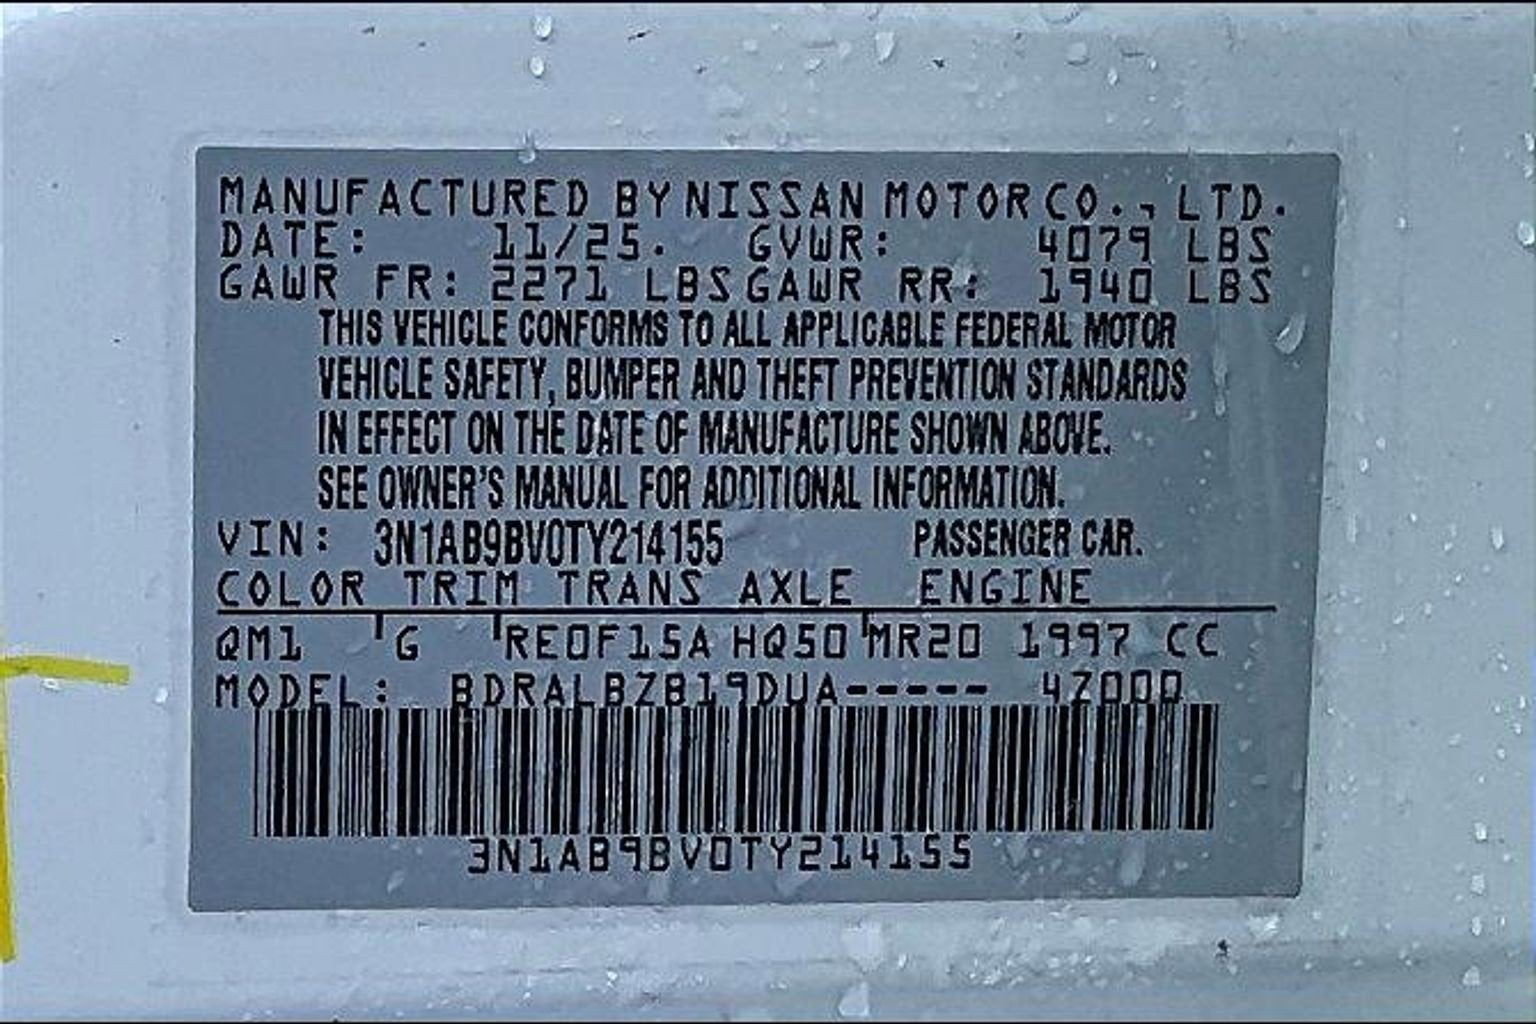 MANUFACTURED BY NISSAN MOTOR CO., LTD.
DATE: 11/25. GVWR: 4079 LBS
GAWR FR: 2271 LBS GAWR RR: 1940 LBS
THIS VEHICLE CONFORMS TO ALL APPLICABLE FEDERAL MOTOR
VEHICLE SAFETY, BUMPER AND THEFT PREVENTION STANDARDS
IN EFFECT ON THE DATE OF MANUFACTURE SHOWN ABOVE.
SEE OWNER'S MANUAL FOR ADDITIONAL INFORMATION.
VIN: 3N1AB9BV0TY214155 PASSENGER CAR.
COLOR TRIM TRANS AXLE ENGINE
QM1 G RE0F15A HQ50 MR20 1997 CC
MODEL: BDRALBZB19DUA----- 4Z000
3N1AB9BV0TY214155